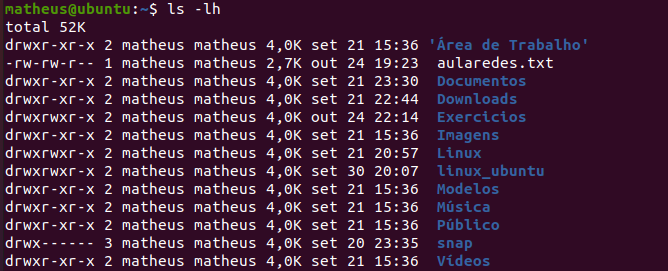 matheus@ubuntu:~$ ls -lh
total 52K
drwxr-xr-x 2 matheus matheus 4,0K set 21 15:36 'Área de Trabalho'
-rw-rw-r-- 1 matheus matheus 2,7K out 24 19:23 aularedes.txt
drwxr-xr-x 2 matheus matheus 4,0K set 21 23:30 Documentos
drwxr-xr-x 2 matheus matheus 4,0K set 21 22:44 Downloads
drwxrwxr-x 2 matheus matheus 4,0K out 24 22:14 Exercicios
drwxr-xr-x 2 matheus matheus 4,0K set 21 15:36 Imagens
drwxrwxr-x 2 matheus matheus 4,0K set 21 20:57 Linux
drwxrwxr-x 2 matheus matheus 4,0K set 30 20:07 linux_ubuntu
drwxr-xr-x 2 matheus matheus 4,0K set 21 15:36 Modelos
drwxr-xr-x 2 matheus matheus 4,0K set 21 15:36 Música
drwxr-xr-x 2 matheus matheus 4,0K set 21 15:36 Público
drwx------ 3 matheus matheus 4,0K set 20 23:35 snap
drwxr-xr-x 2 matheus matheus 4,0K set 21 15:36 Vídeos